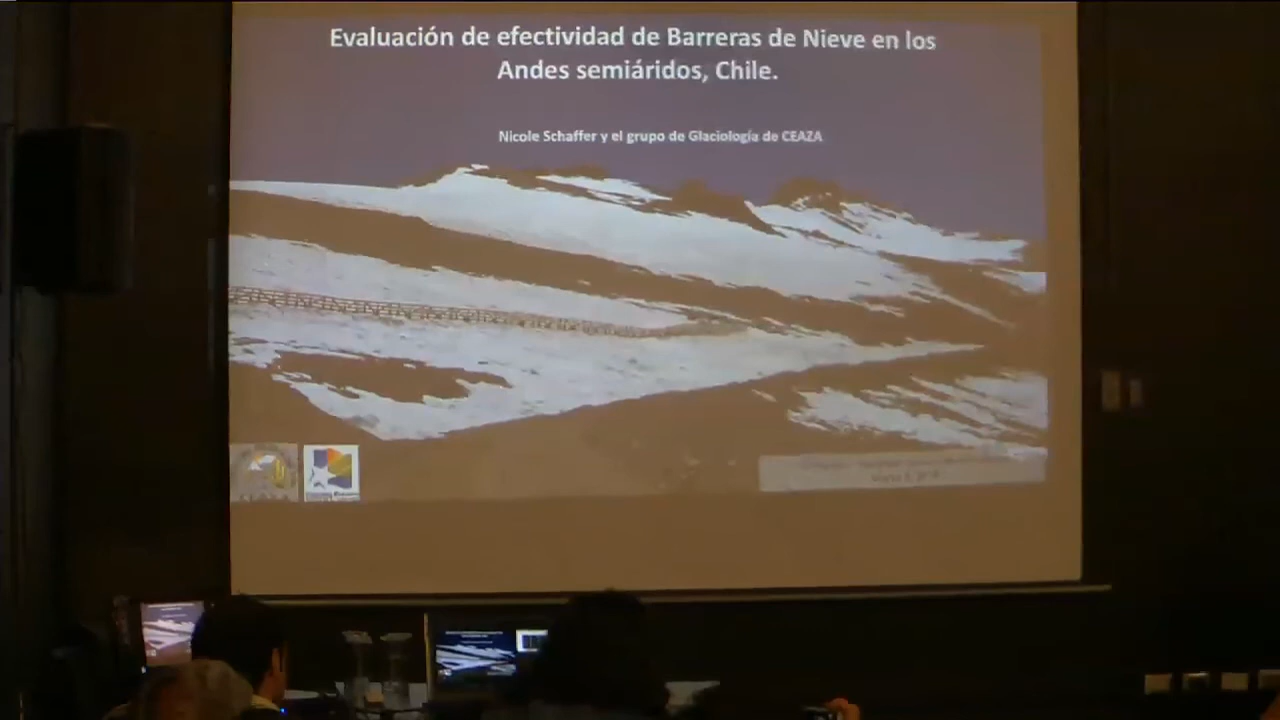 Evaluación de efectividad de Barreras de Nieve en los
Andes semiáridos, Chile.
Nicole Schaffer y el grupo de Glaciología de CEAZA